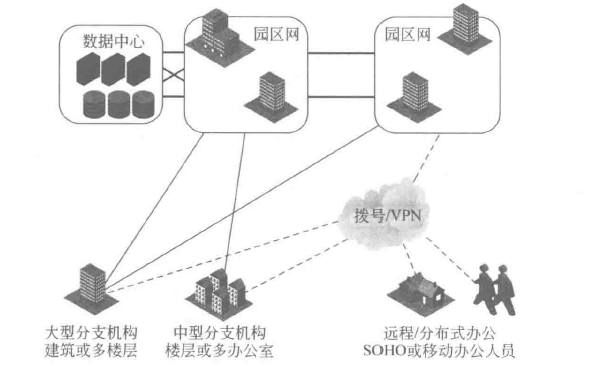 数据中心
园区网
园区网
拨号/VPN
大型分支机构
建筑或多楼层
中型分支机构
楼层或多办公室
远程/分布式办公
SOHO或移动办公人员